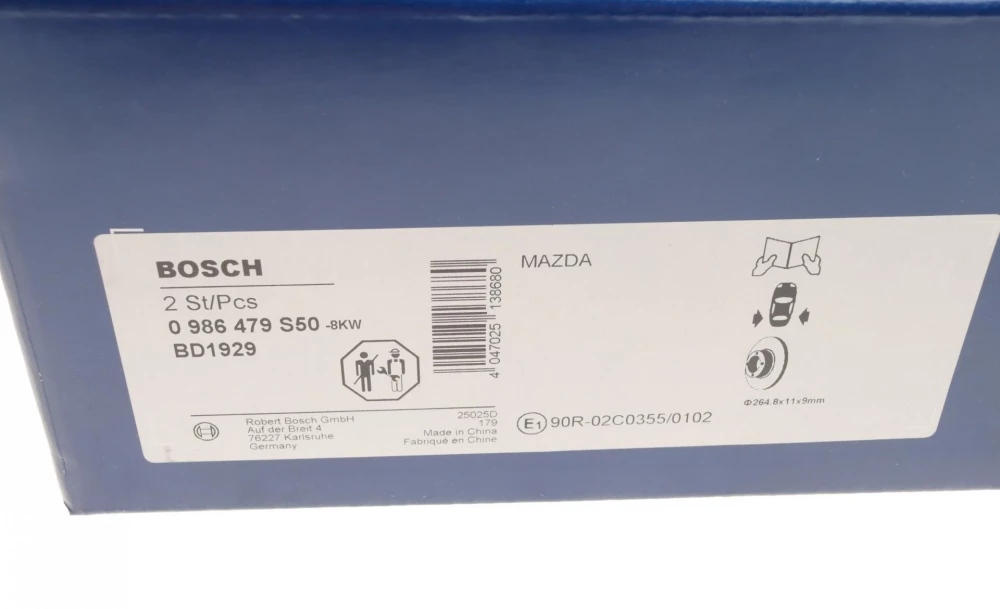 BOSCH
2 St/Pcs
0 986 479 S50 -8KW
BD1929
4 047025 138680
MAZDA
Φ264.8x11x9mm
Robert Bosch GmbH
Auf der Breit 4
76227 Karlsruhe
Germany
25025D
179
Made in China
Fabriqué en Chine
E1 90R-02C0355/0102